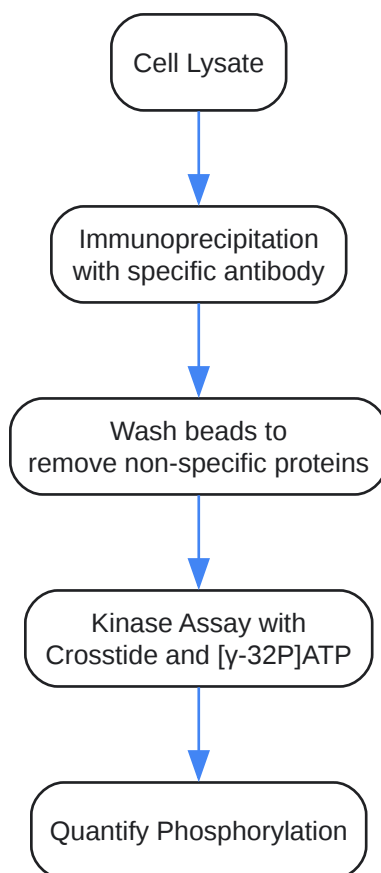 Cell Lysate
Immunoprecipitation
with specific antibody
Wash beads to
remove non-specific proteins
Kinase Assay with
Crosstide and [γ-32P]ATP
Quantify Phosphorylation